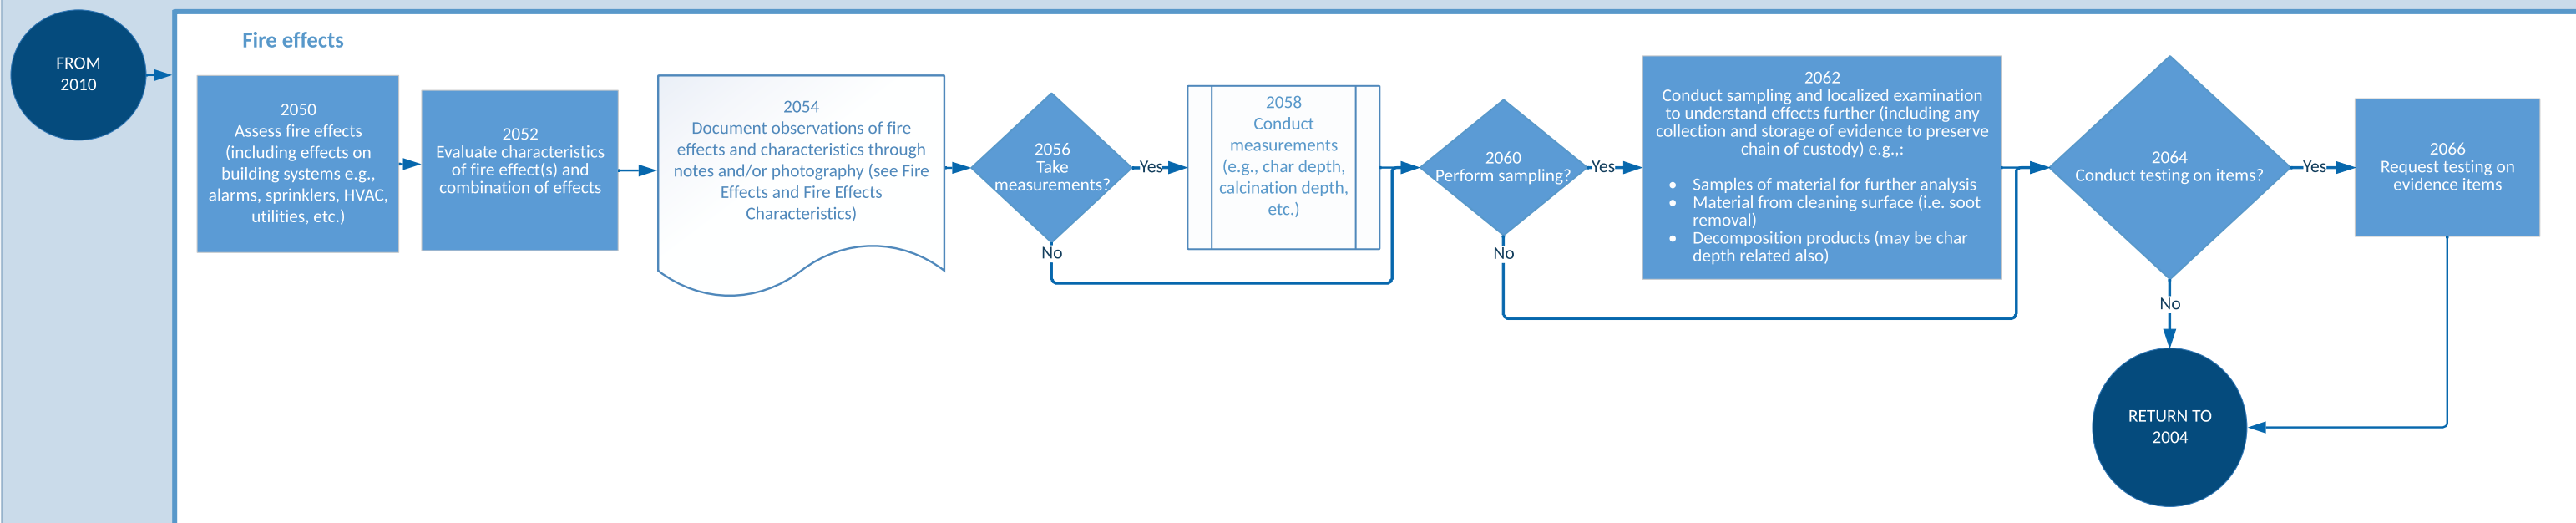 FROM
2010
Fire effects
2050
Assess fire effects
(including effects on
building systems e.g.,
alarms, sprinklers, HVAC,
utilities, etc.)
2052
Evaluate characteristics
of fire effect(s) and
combination of effects
2054
Document observations of fire
effects and characteristics through
notes and/or photography (see Fire
Effects and Fire Effects
Characteristics)
2056
Take
measurements?
Yes
No
2058
Conduct
measurements
(e.g., char depth,
calcination depth,
etc.)
2060
Perform sampling?
Yes
No
2062
Conduct sampling and localized examination
to understand effects further (including any
collection and storage of evidence to preserve
chain of custody) e.g.,:
• Samples of material for further analysis
• Material from cleaning surface (i.e. soot
removal)
• Decomposition products (may be char
depth related also)
2064
Conduct testing on items?
Yes
No
2066
Request testing on
evidence items
RETURN TO
2004